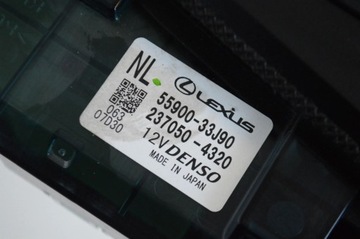 NL
LEXUS
55900-33J90
237050-4320
063
07D30
12V DENSO
MADE IN JAPAN